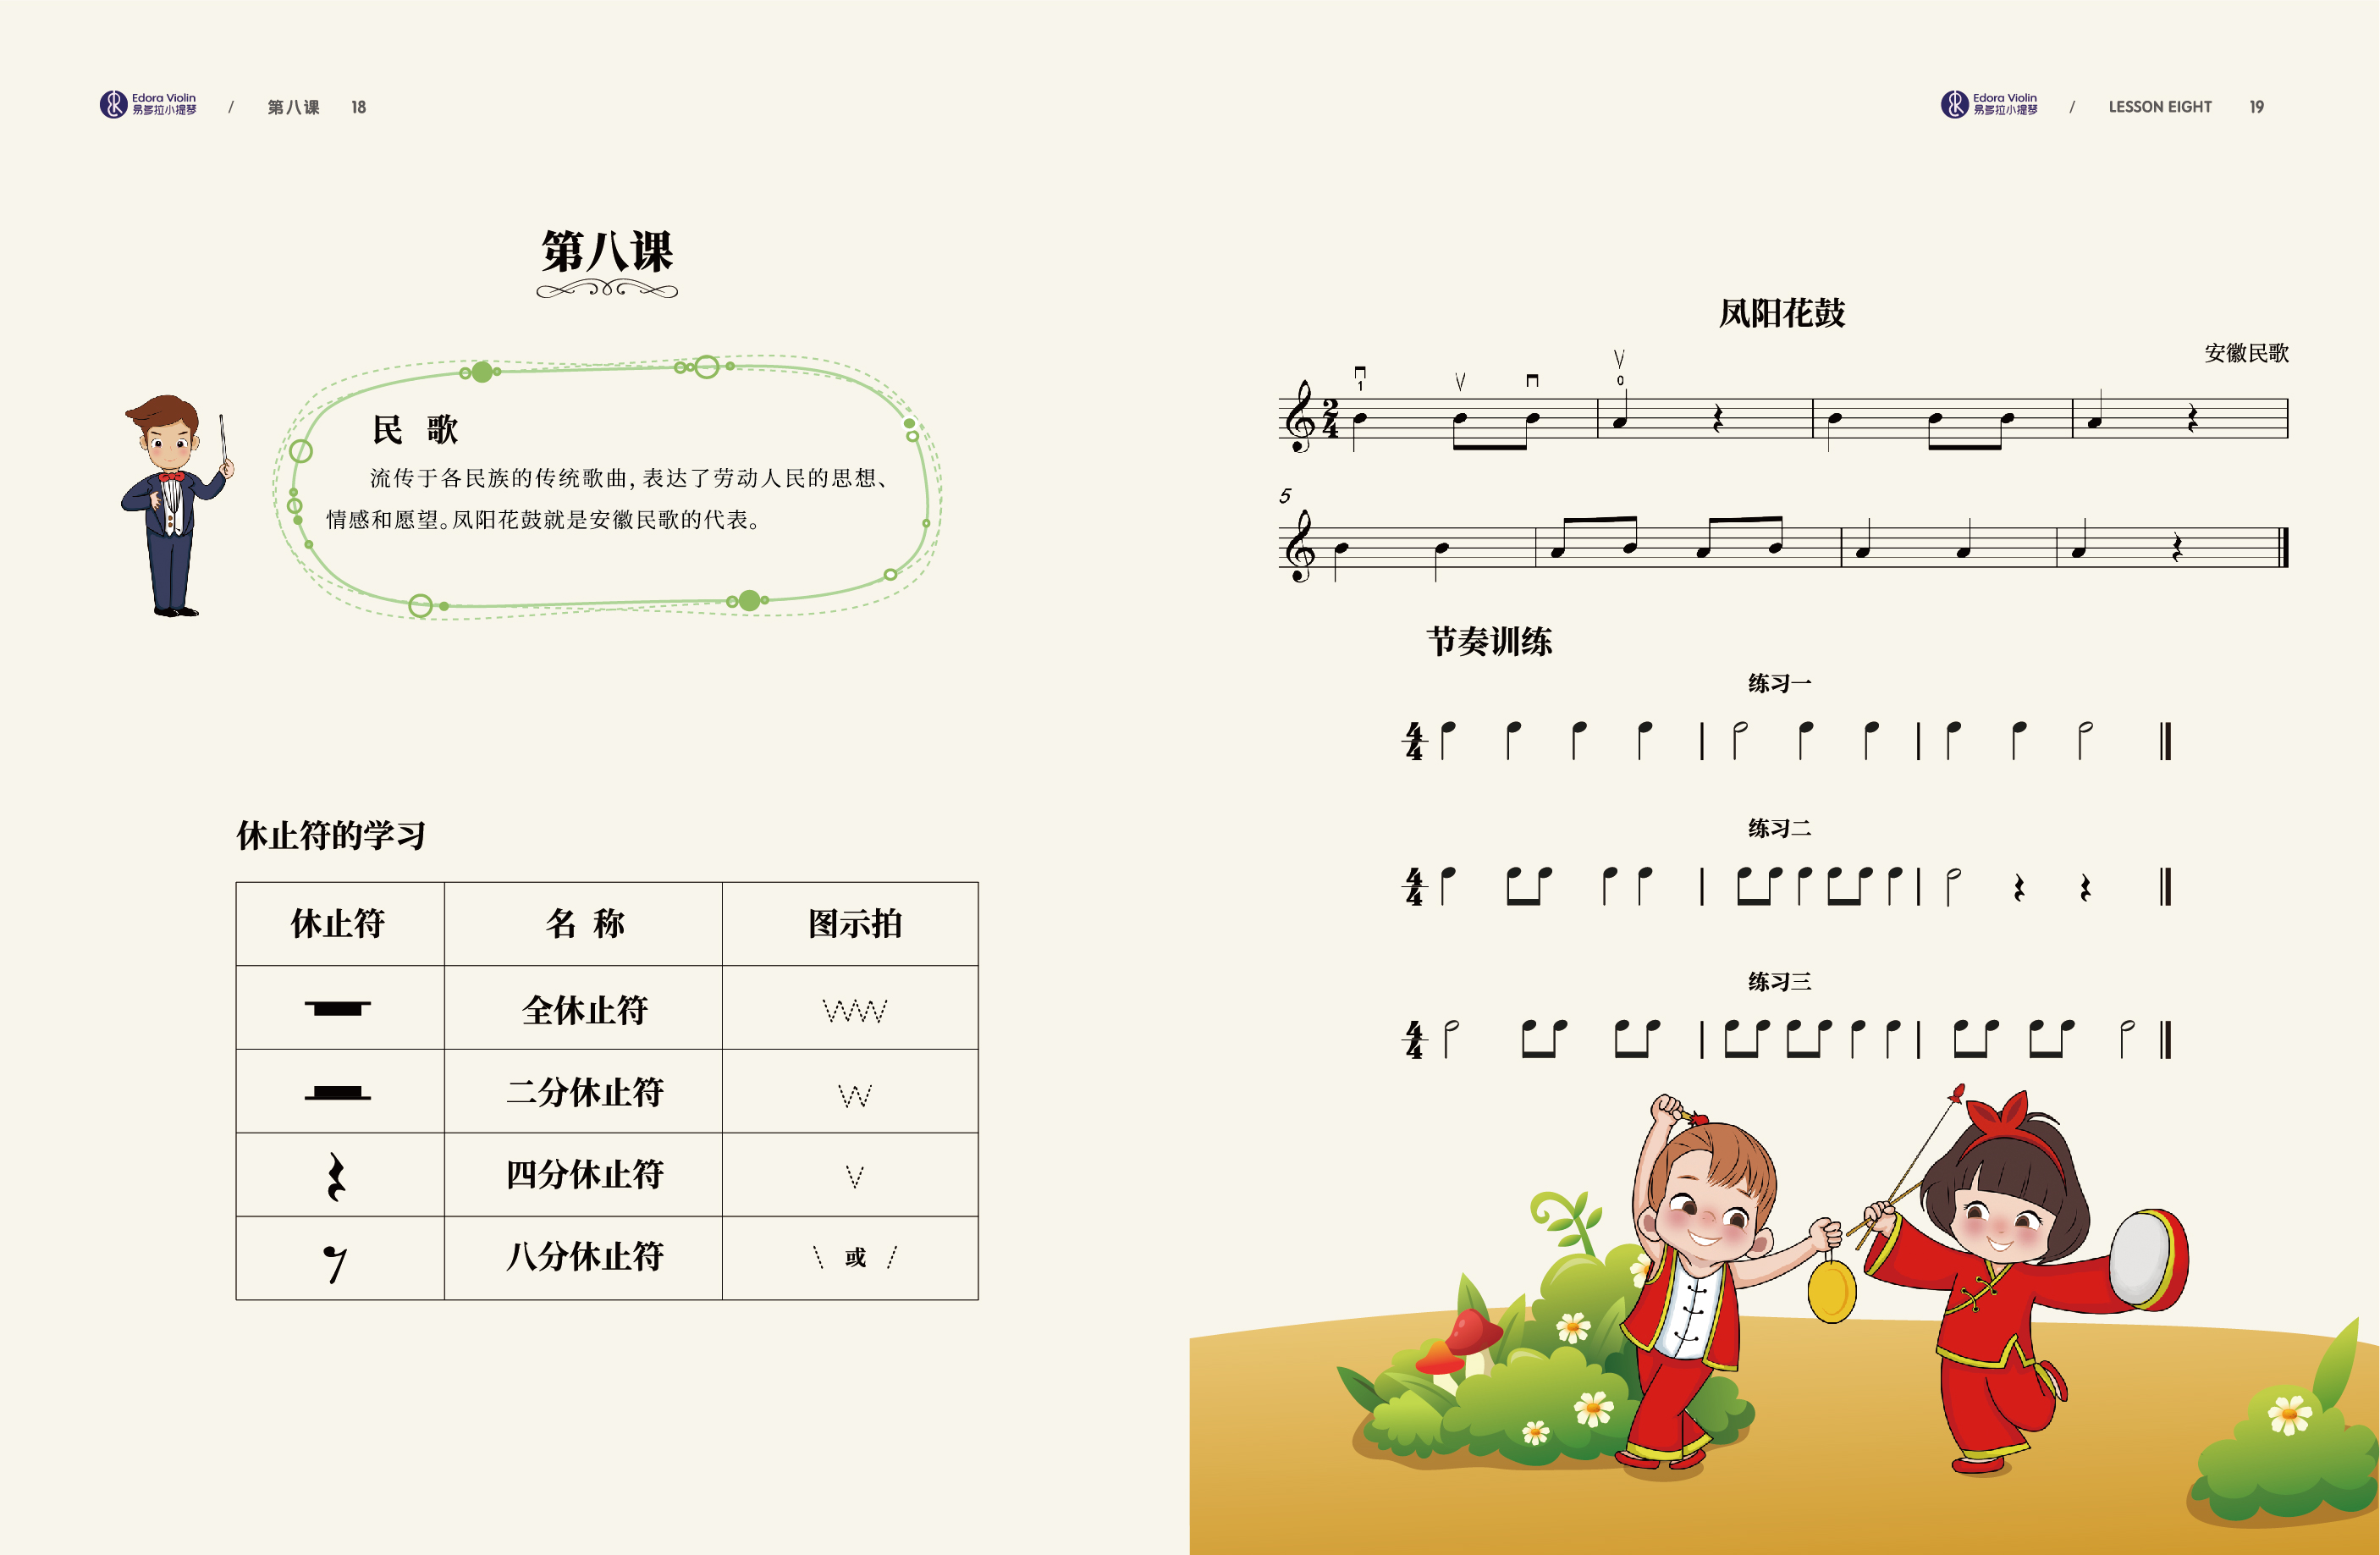 Edora Violin
易多拉小提琴
/ 第八课 18
第八课
民 歌
流传于各民族的传统歌曲,表达了劳动人民的思想、
情感和愿望。凤阳花鼓就是安徽民歌的代表。
休止符的学习
休止符 名 称 图示拍
全休止符
二分休止符
四分休止符
八分休止符 \ 或 /
Edora Violin
易多拉小提琴
/ LESSON EIGHT 19
凤阳花鼓
安徽民歌
1 0
2
4
5
节奏训练
练习一
4
4
练习二
4
4
练习三
4
4